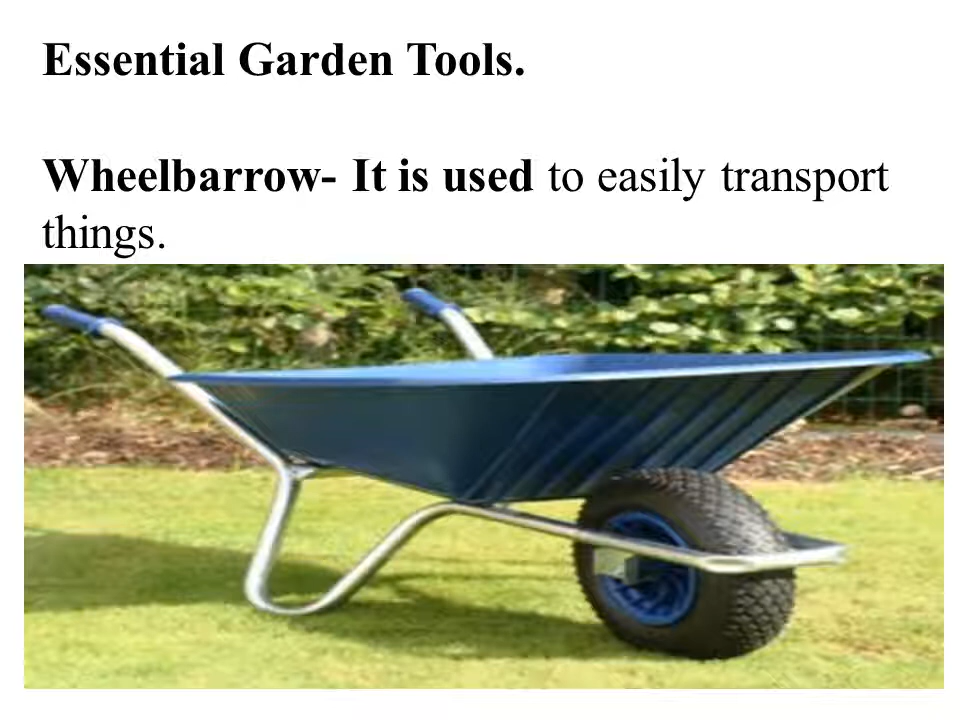 Essential Garden Tools.
Wheelbarrow- It is used to easily transport
things.